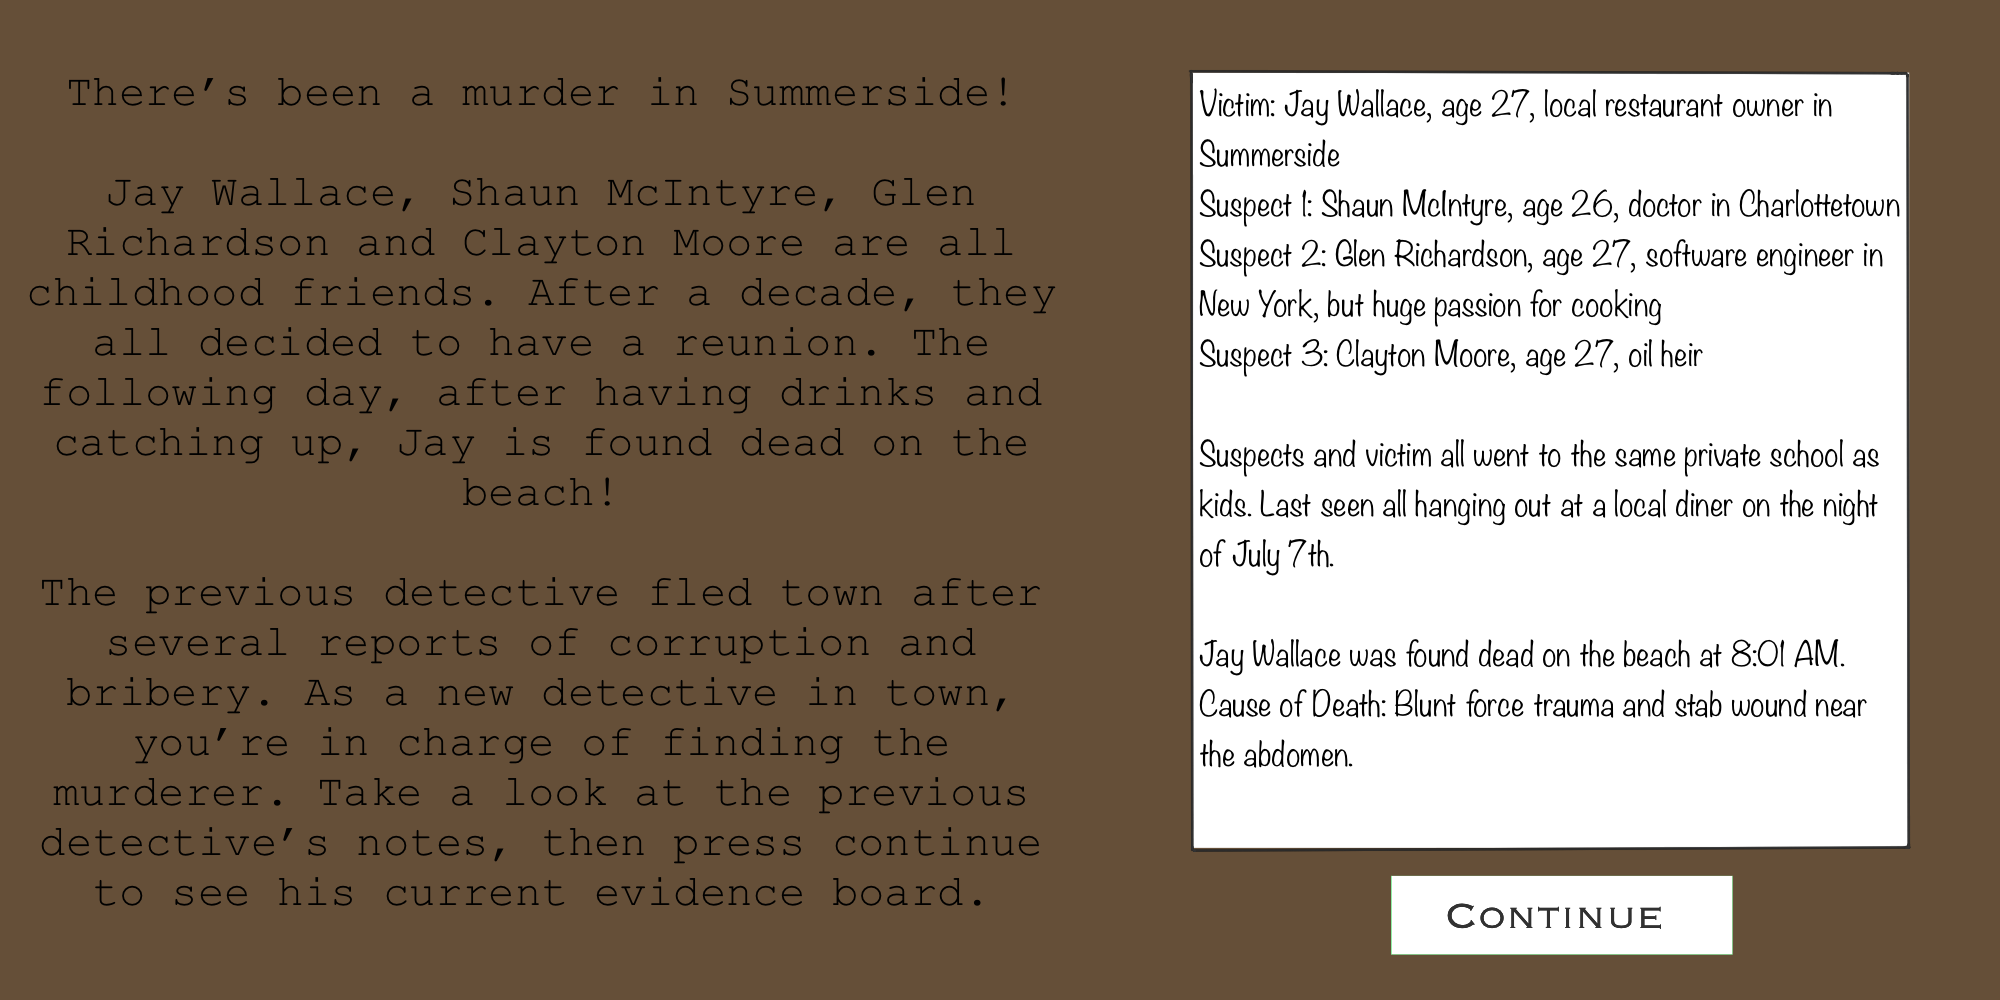 There’s been a murder in Summerside!
Jay Wallace, Shaun McIntyre, Glen
Richardson and Clayton Moore are all
childhood friends. After a decade, they
all decided to have a reunion. The
following day, after having drinks and
catching up, Jay is found dead on the
beach!
The previous detective fled town after
several reports of corruption and
bribery. As a new detective in town,
you’re in charge of finding the
murderer. Take a look at the previous
detective’s notes, then press continue
to see his current evidence board.
Victim: Jay Wallace, age 27, local restaurant owner in
Summerside
Suspect 1: Shaun McIntyre, age 26, doctor in Charlottetown
Suspect 2: Glen Richardson, age 27, software engineer in
New York, but huge passion for cooking
Suspect 3: Clayton Moore, age 27, oil heir
Suspects and victim all went to the same private school as
kids. Last seen all hanging out at a local diner on the night
of July 7th.
Jay Wallace was found dead on the beach at 8:01 AM.
Cause of Death: Blunt force trauma and stab wound near
the abdomen.
CONTINUE